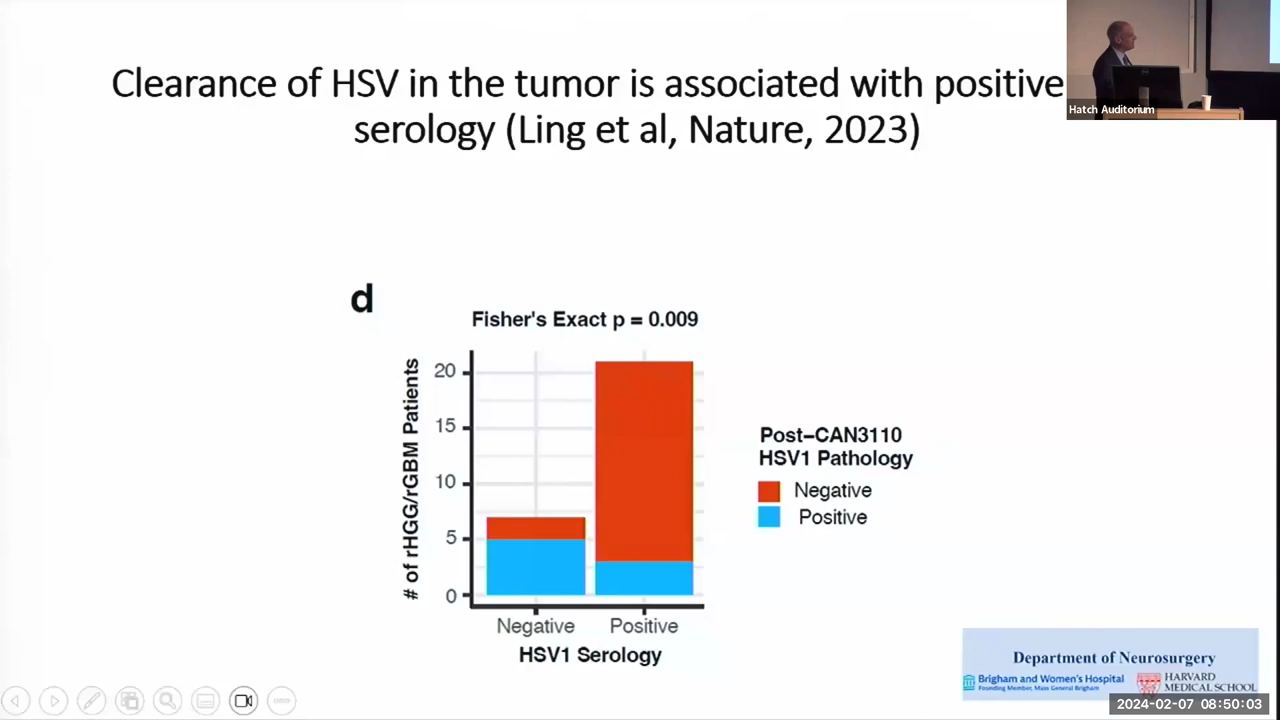 Clearance of HSV in the tumor is associated with positive
serology (Ling et al, Nature, 2023)
Hatch Auditorium
d
Fisher's Exact p = 0.009
# of rHGG/rGBM Patients
20
15
10
5
0
Negative
Positive
HSV1 Serology
Post–CAN3110
HSV1 Pathology
Negative
Positive
Department of Neurosurgery
Brigham and Women's Hospital
Founding Member, Mass General Brigham
HARVARD
MEDICAL SCHOOL
2024-02-07 08:50:03